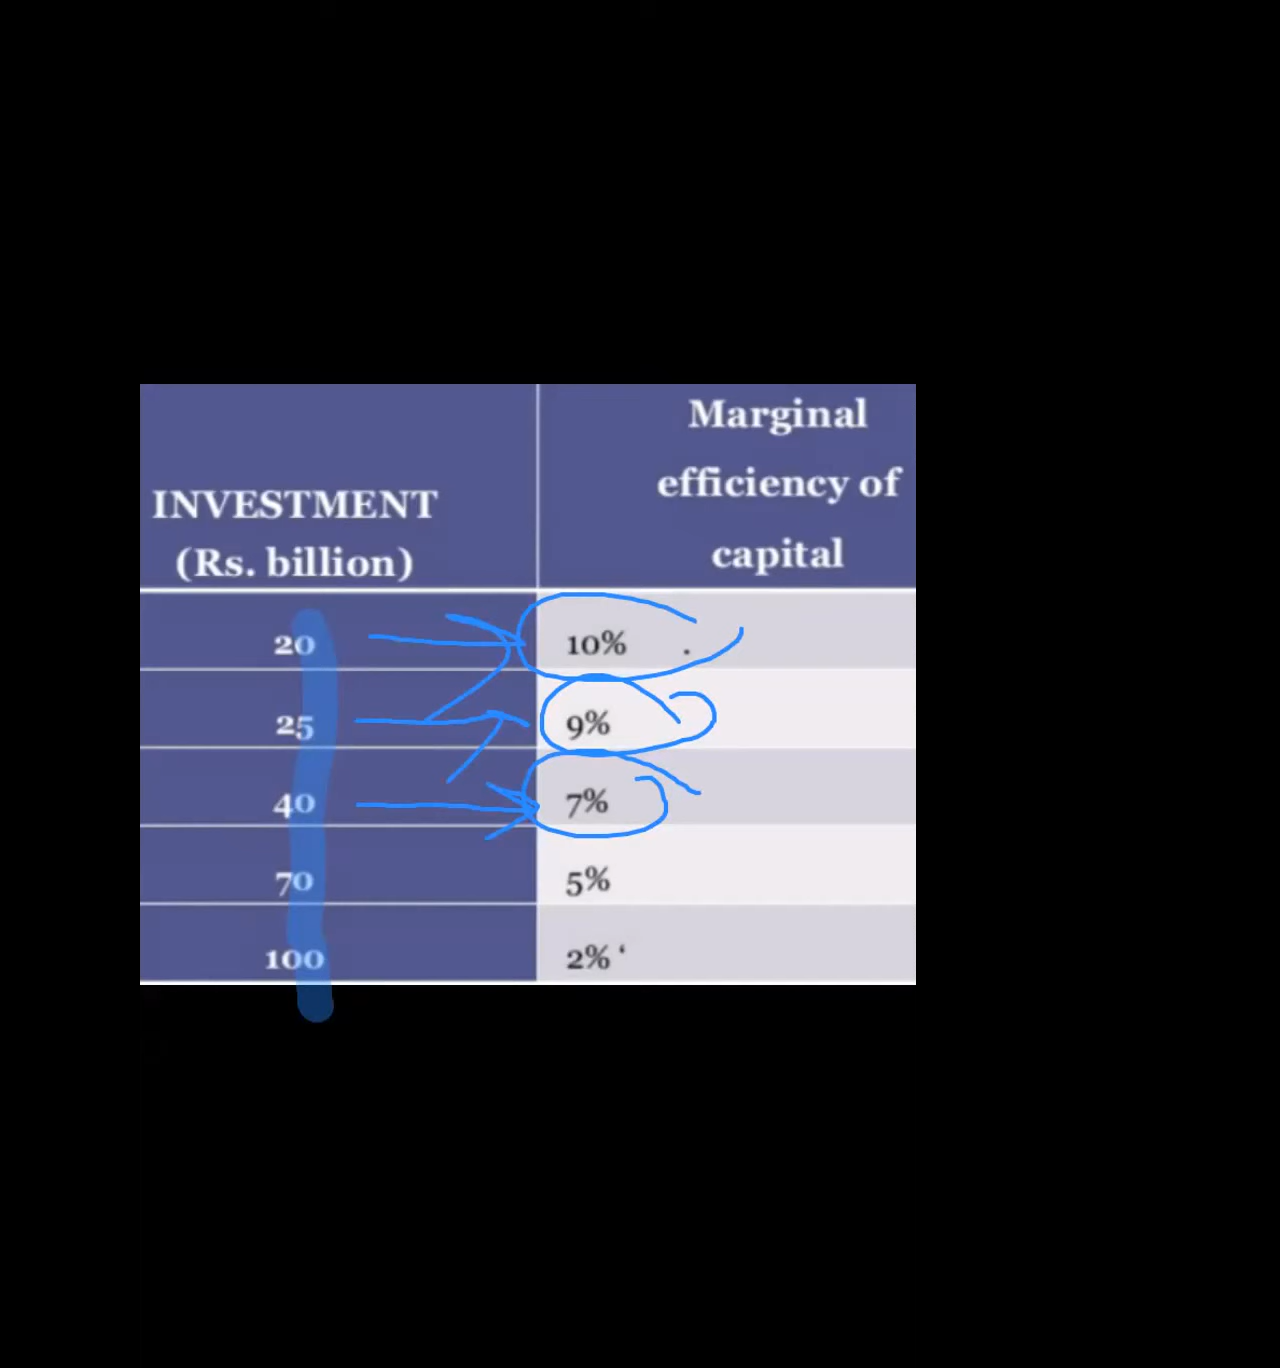 INVESTMENT
(Rs. billion)
Marginal
efficiency of
capital
20 10% .
25 9%
40 7%
70 5%
100 2% ‘